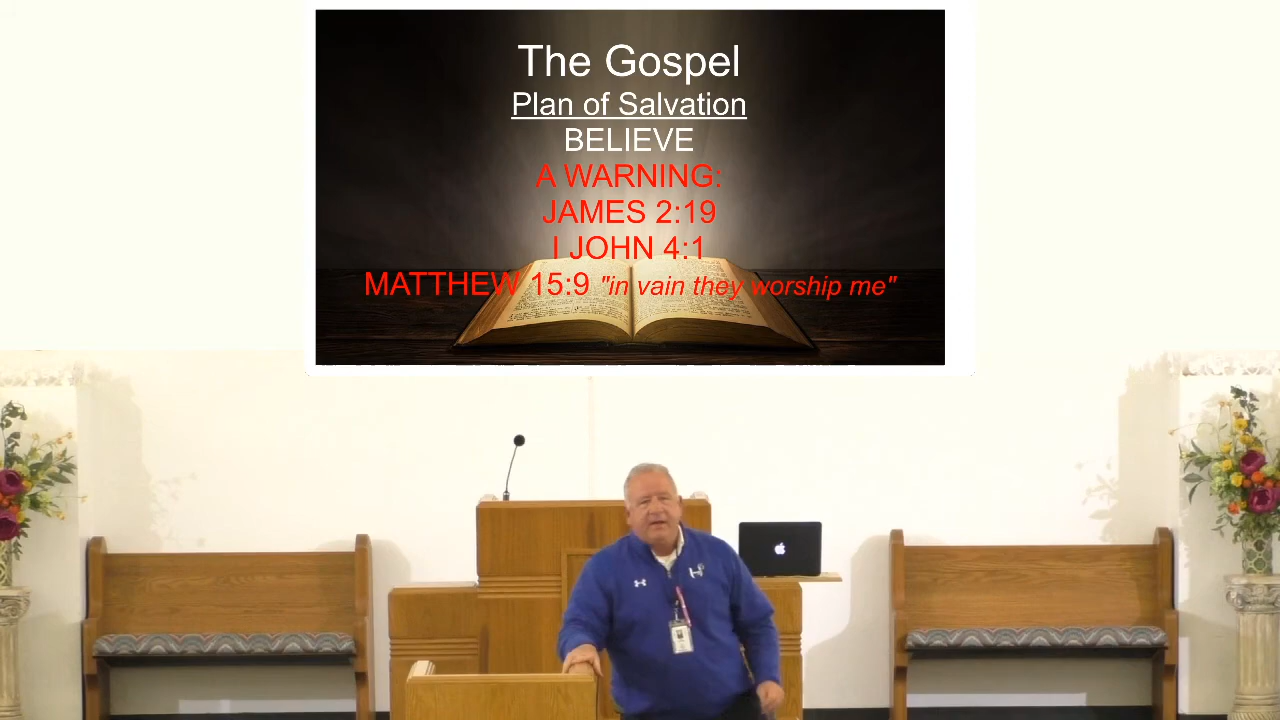 The Gospel
Plan of Salvation
BELIEVE
A WARNING:
JAMES 2:19
I JOHN 4:1
MATTHEW 15:9 "in vain they worship me"